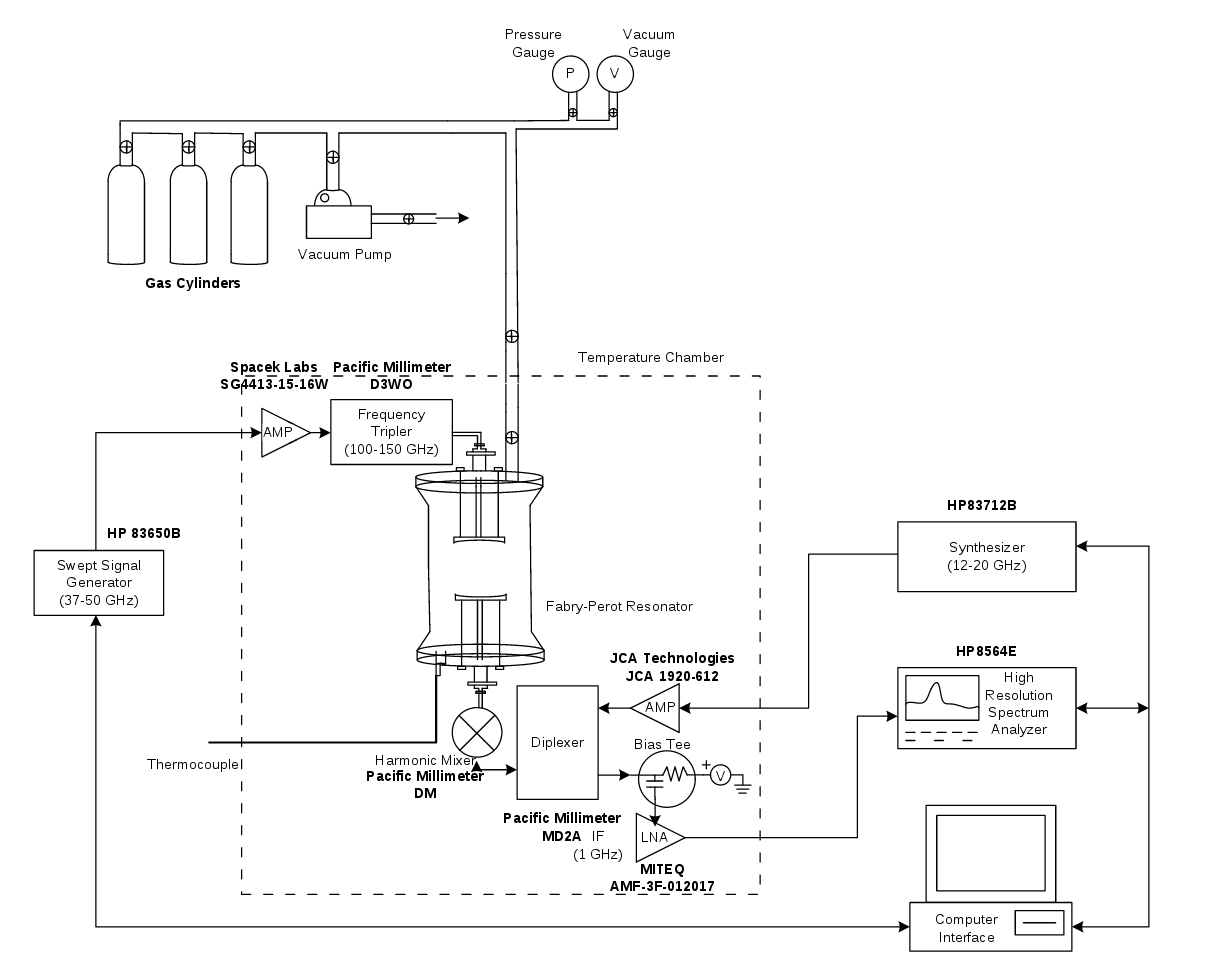 Pressure
Gauge
Vacuum
Gauge
P
V
Gas Cylinders
Vacuum Pump
Temperature Chamber
Spacek Labs
SG4413-15-16W
Pacific Millimeter
D3WO
AMP
Frequency
Tripler
(100-150 GHz)
HP 83650B
Swept Signal
Generator
(37-50 GHz)
HP83712B
Synthesizer
(12-20 GHz)
Fabry-Perot Resonator
HP8564E
High
Resolution
Spectrum
Analyzer
JCA Technologies
JCA 1920-612
AMP
Diplexer
Bias Tee
+
V
Thermocouple
Harmonic Mixer
Pacific Millimeter
DM
Pacific Millimeter
MD2A IF
(1 GHz)
LNA
MITEQ
AMF-3F-012017
Computer
Interface